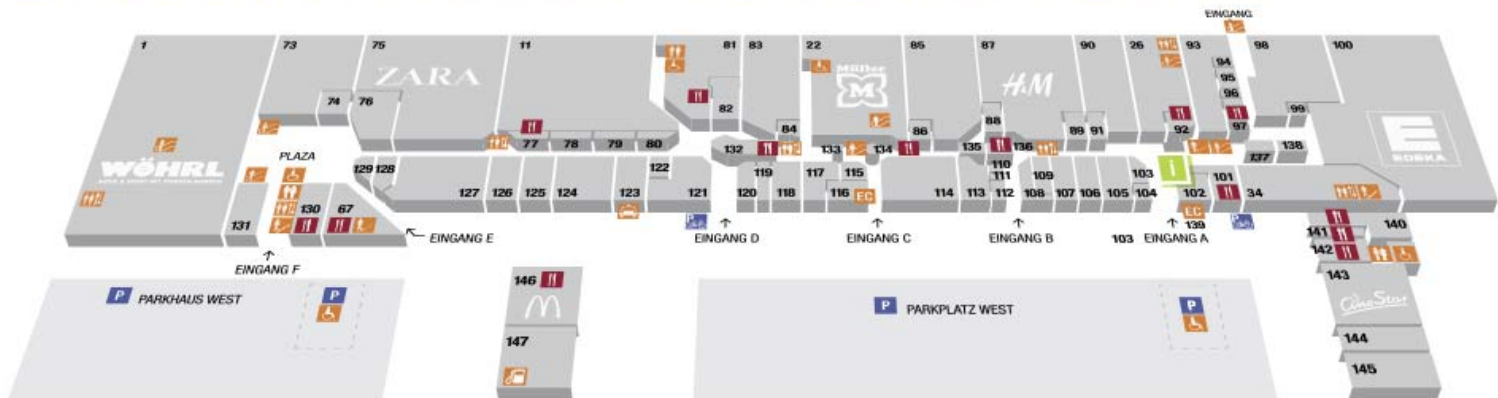 EINGANG
1 73 75 11 81 83 22 85 87 90 26 93 98 100
ZARA
Müller
M
H&M
94
95
96
74 76 82 88 99
84 86 89 91 92 97
E
EDEKA
77 78 79 80 132 133 134 135 136 137 138
WÖHRL
PLAZA
129 128 122 119 117 115 110 109 103 i 101
111
127 126 125 124 123 121 120 118 116 114 113 112 108 107 106 105 104 102 34
EC EC
131 130 67 P P 139 140
EINGANG E EINGANG D EINGANG C EINGANG B 103 EINGANG A
141
142
EINGANG F
143
146
P PARKHAUS WEST P
P PARKPLATZ WEST P
CineStar
147
144
145